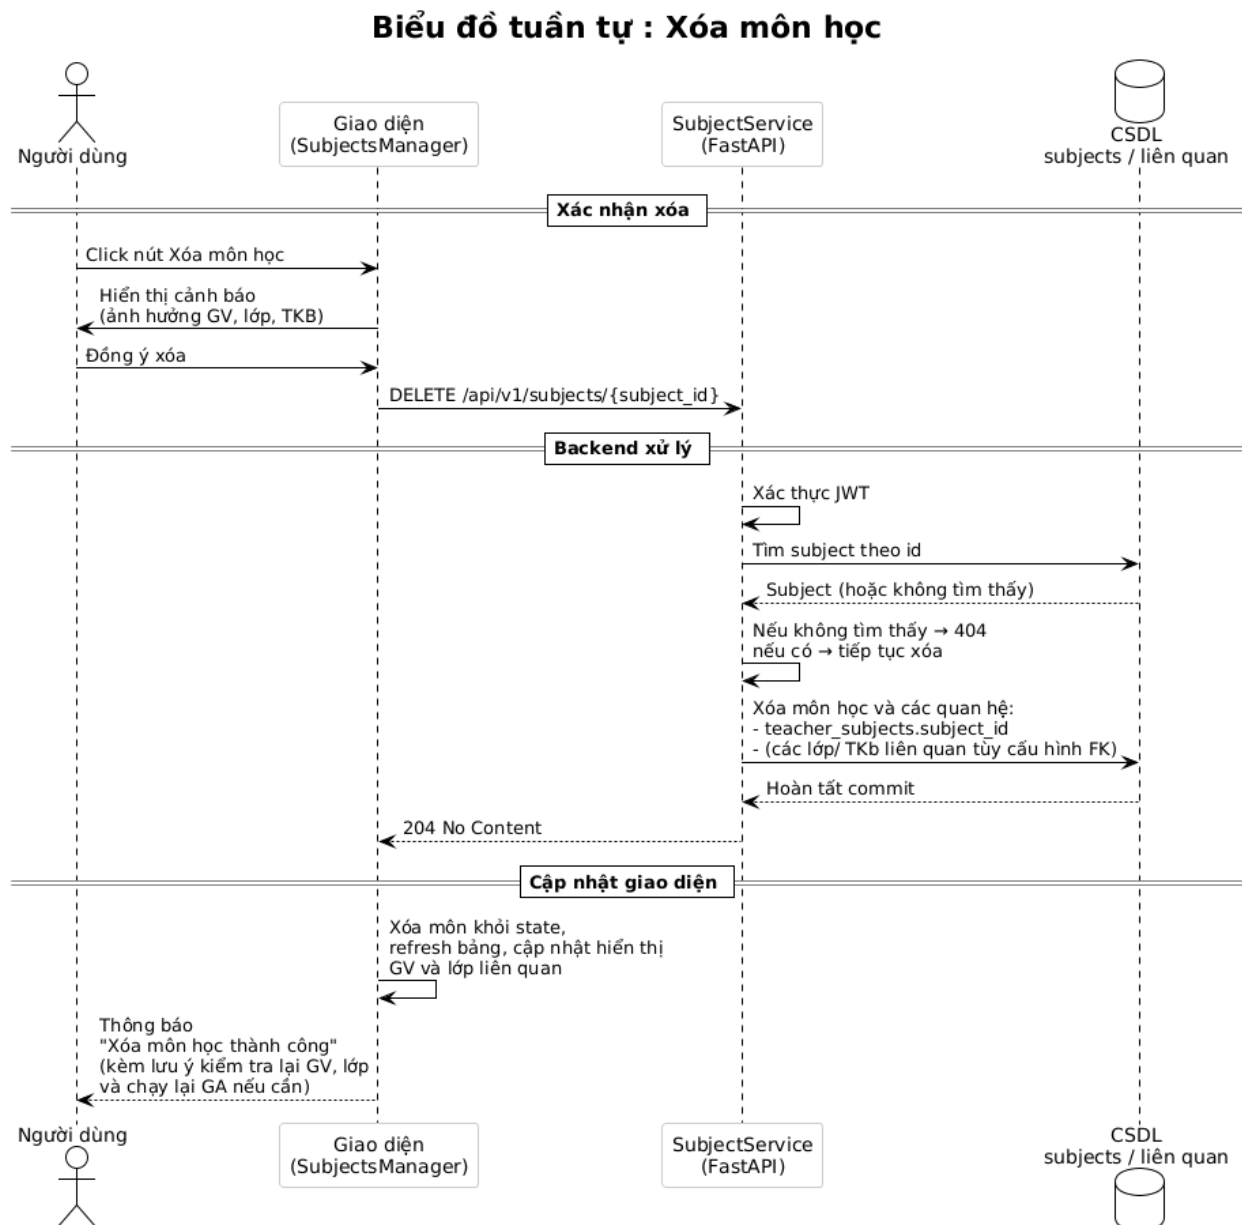 Biểu đồ tuần tự : Xóa môn học
Người dùng
Giao diện
(SubjectsManager)
SubjectService
(FastAPI)
CSDL
subjects / liên quan
Xác nhận xóa
Click nút Xóa môn học
Hiển thị cảnh báo
(ảnh hưởng GV, lớp, TKB)
Đồng ý xóa
DELETE /api/v1/subjects/{subject_id}
Backend xử lý
Xác thực JWT
Tìm subject theo id
Subject (hoặc không tìm thấy)
Nếu không tìm thấy → 404
nếu có → tiếp tục xóa
Xóa môn học và các quan hệ:
- teacher_subjects.subject_id
- (các lớp/ TKb liên quan tùy cấu hình FK)
Hoàn tất commit
204 No Content
Cập nhật giao diện
Xóa môn khỏi state,
refresh bảng, cập nhật hiển thị
GV và lớp liên quan
Thông báo
"Xóa môn học thành công"
(kèm lưu ý kiểm tra lại GV, lớp
và chạy lại GA nếu cần)
Người dùng
Giao diện
(SubjectsManager)
SubjectService
(FastAPI)
CSDL
subjects / liên quan